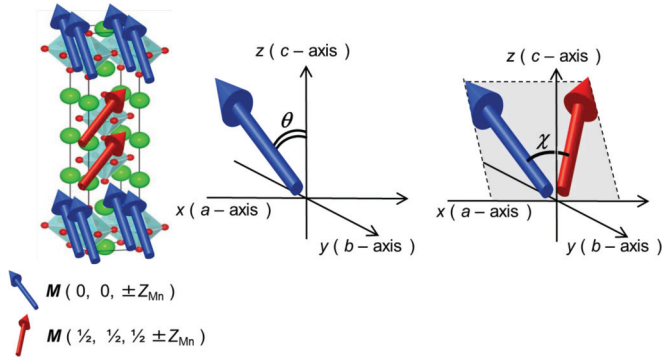 z ( c – axis )
θ
x ( a – axis )
y ( b – axis )
z ( c – axis )
χ
x ( a – axis )
y ( b – axis )
M ( 0, 0, ±Z_Mn )
M ( ½, ½, ½ ±Z_Mn )